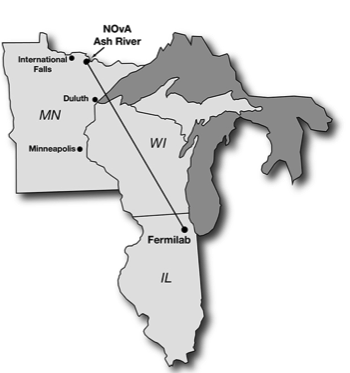 NOvA
Ash River
International
Falls
Duluth
MN
WI
Minneapolis
Fermilab
IL